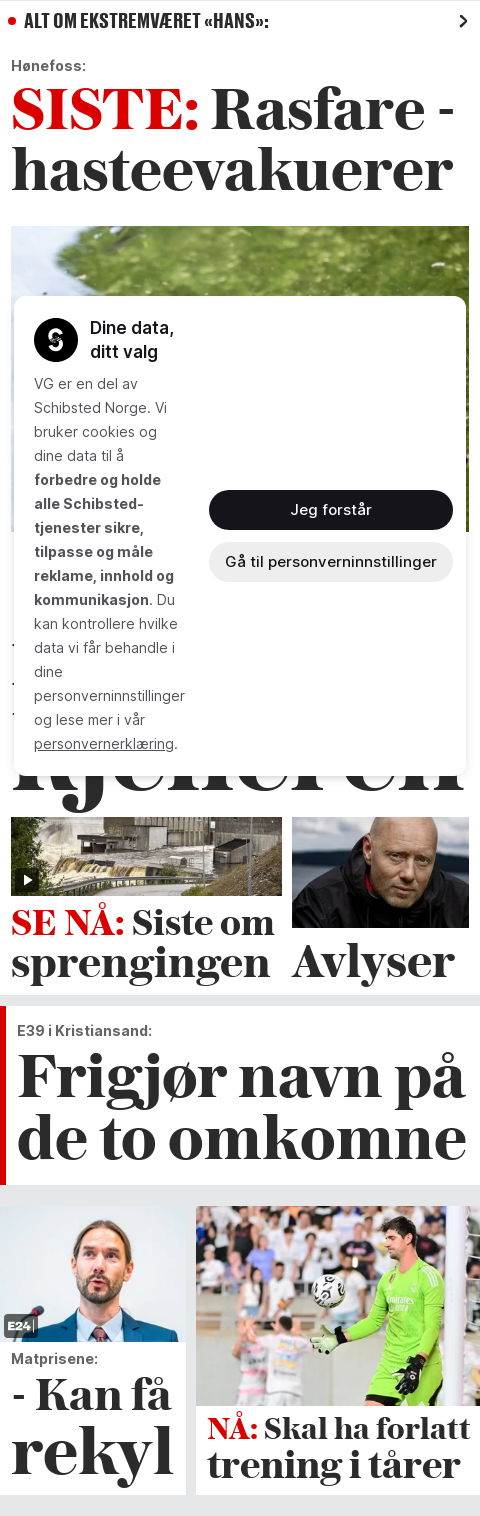 ALT OM EKSTREMVÆRET «HANS»:
Hønefoss:
SISTE: Rasfare -
hasteevakuerer
Dine data,
ditt valg
VG er en del av
Schibsted Norge. Vi
bruker cookies og
dine data til å
forbedre og holde
alle Schibsted-
tjenester sikre,
tilpasse og måle
reklame, innhold og
kommunikasjon. Du
kan kontrollere hvilke
data vi får behandle i
dine
personverninnstillinger
og lese mer i vår
personvernerklæring.
Jeg forstår
Gå til personverninnstillinger
SE NÅ: Siste om
sprengingen
Avlyser
E39 i Kristiansand:
Frigjør navn på
de to omkomne
E24
Matprisene:
- Kan få
rekyl
NÅ: Skal ha forlatt
trening i tårer